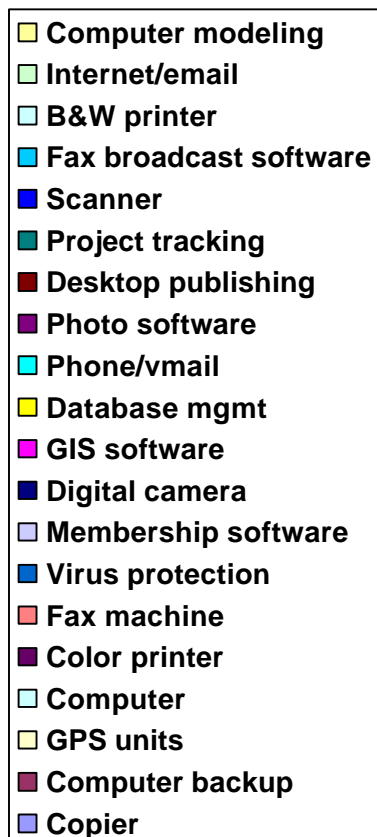 Computer modeling
Internet/email
B&W printer
Fax broadcast software
Scanner
Project tracking
Desktop publishing
Photo software
Phone/vmail
Database mgmt
GIS software
Digital camera
Membership software
Virus protection
Fax machine
Color printer
Computer
GPS units
Computer backup
Copier